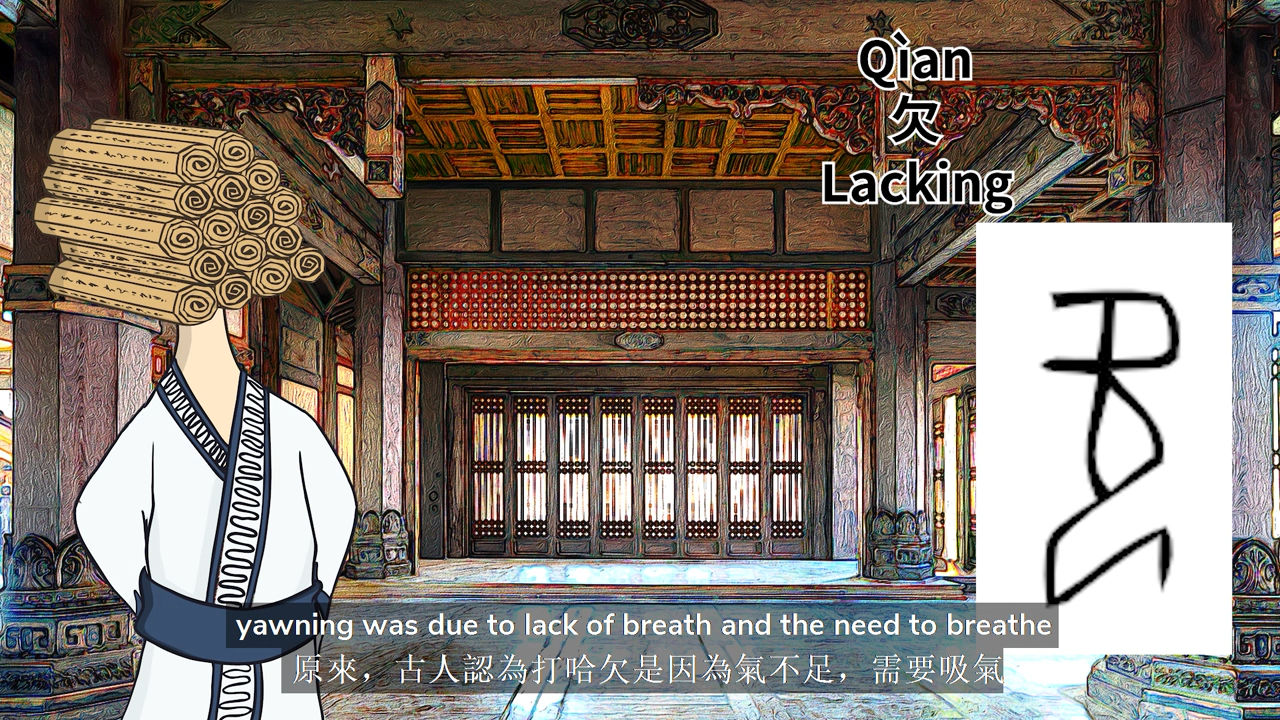 Qìan
欠
Lacking
yawning was due to lack of breath and the need to breathe
原來，古人認為打哈欠是因為氣不足，需要吸氣